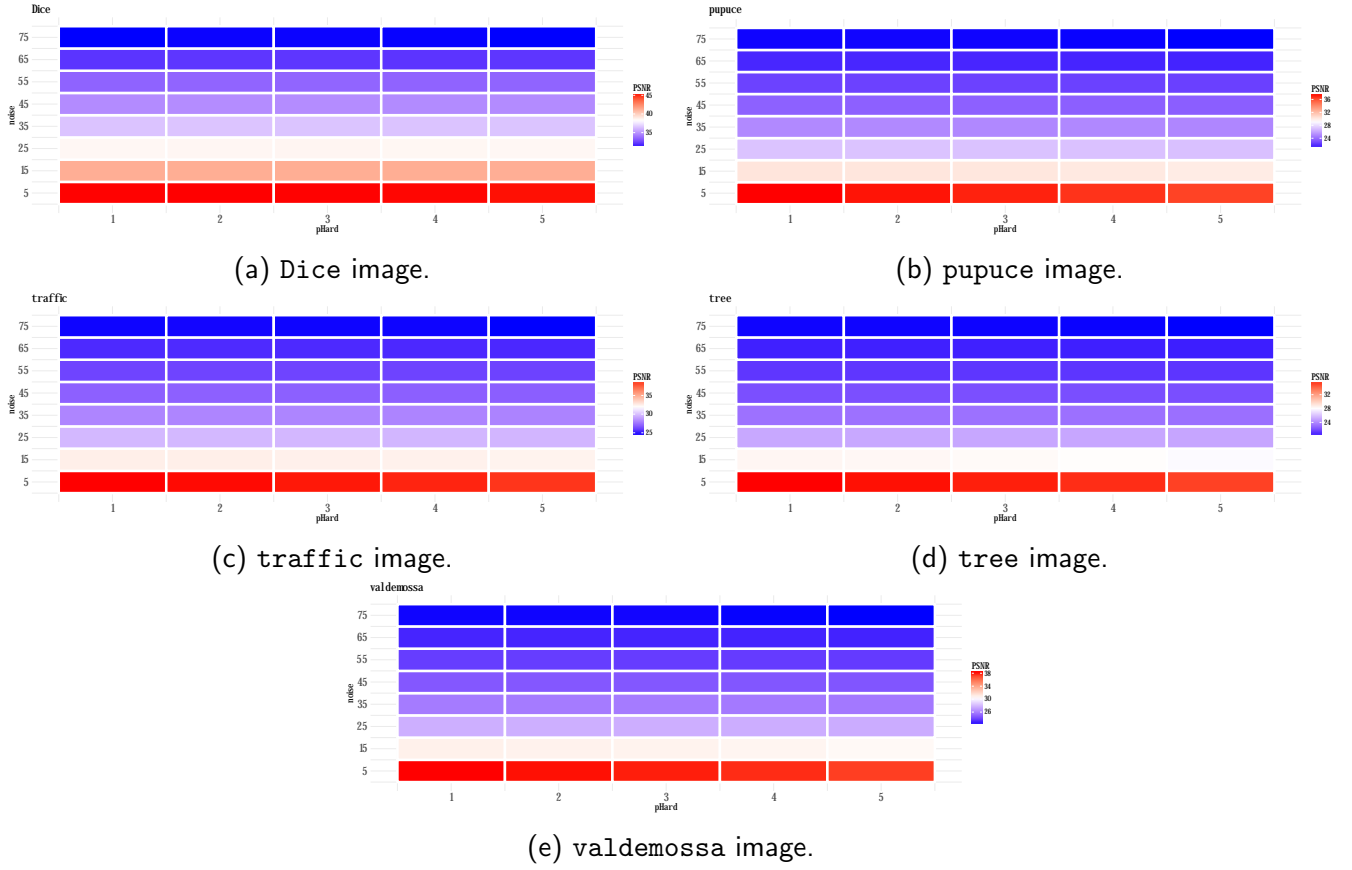 Dice
75
65
55
45
35
25
15
5
noise
1 2 3 4 5
pHard
PSNR
45
40
35
(a) Dice image.
pupuce
75
65
55
45
35
25
15
5
noise
1 2 3 4 5
pHard
PSNR
36
32
28
24
(b) pupuce image.
traffic
75
65
55
45
35
25
15
5
noise
1 2 3 4 5
pHard
PSNR
35
30
25
(c) traffic image.
tree
75
65
55
45
35
25
15
5
noise
1 2 3 4 5
pHard
PSNR
32
28
24
(d) tree image.
valdemossa
75
65
55
45
35
25
15
5
noise
1 2 3 4 5
pHard
PSNR
38
34
30
26
(e) valdemossa image.